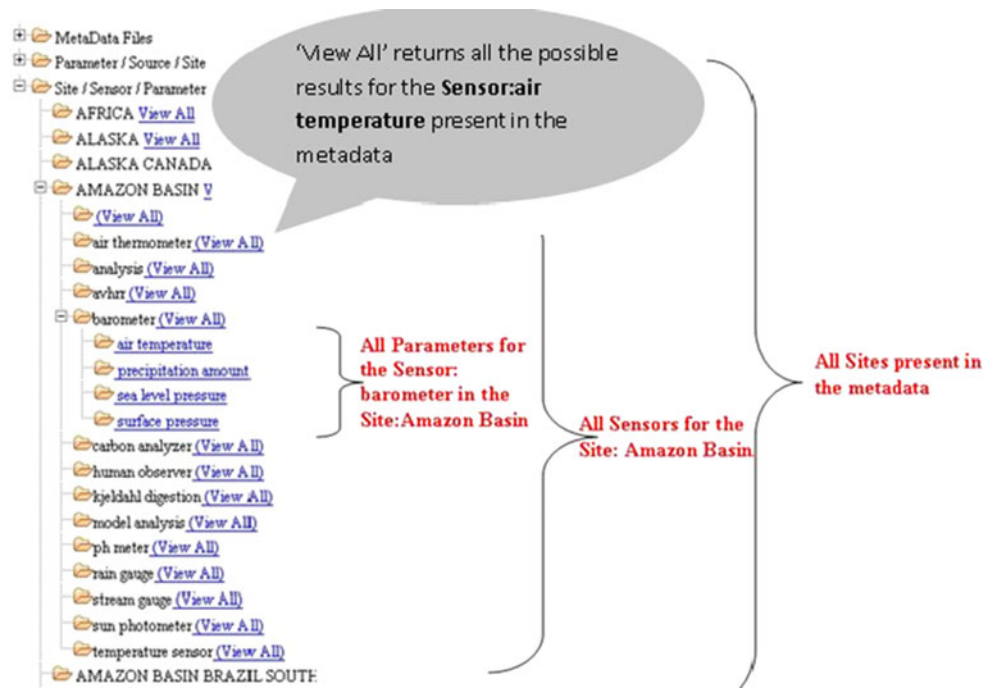 MetaData Files
Parameter / Source / Site
Site / Sensor / Parameter
AFRICA View All
ALASKA View All
ALASKA CANADA
AMAZON BASIN V
(View All)
air thermometer (View All)
analysis (View All)
avhrr (View All)
barometer (View All)
air temperature
precipitation amount
sea level pressure
surface pressure
carbon analyzer (View All)
human observer (View All)
kjeldahl digestion (View All)
model analysis (View All)
ph meter (View All)
rain gauge (View All)
stream gauge (View All)
sun photometer (View All)
temperature sensor (View All)
AMAZON BASIN BRAZIL SOUTH
'View All' returns all the possible
results for the Sensor:air
temperature present in the
metadata
All Parameters for
the Sensor:
barometer in the
Site:Amazon Basin
All Sensors for the
Site: Amazon Basin
All Sites present in
the metadata